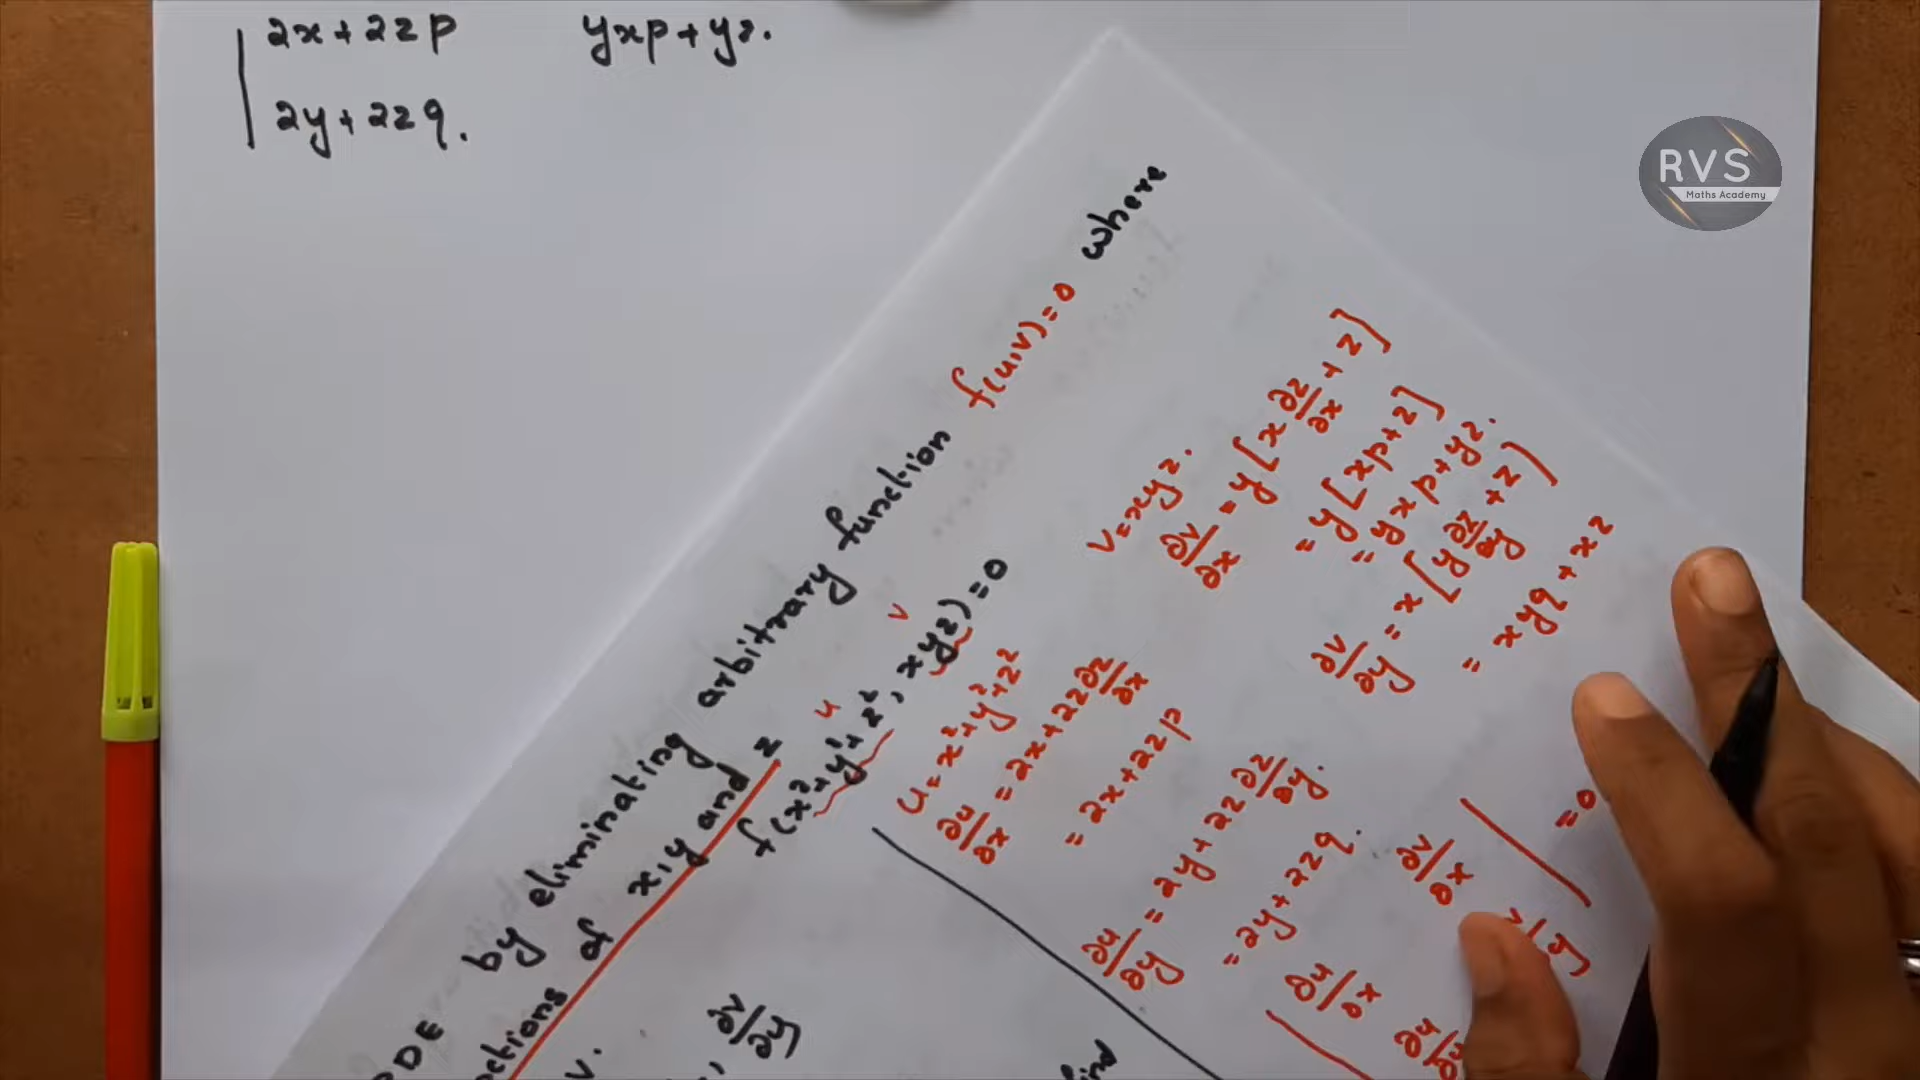 2x+2zp yxp+yz.
2y+2zq.
RVS
Maths Academy
PDE by eliminating arbitrary function f(u,v)=0 where
of x,y and z
f(x²+y²+z², xyz)=0
u v
u=x²+y²+z²
∂u/∂x = 2x+2z ∂z/∂x
= 2x+2zp
∂u/∂y = 2y+2z ∂z/∂y.
= 2y+2zq.
v=xyz.
∂v/∂x = y[x ∂z/∂x + z]
= y[xp+z]
= yxp+yz.
∂v/∂y = x[y ∂z/∂y + z]
= xyq+xz
∂u/∂x ∂v/∂x
=0
v.
, ∂v/∂y
find